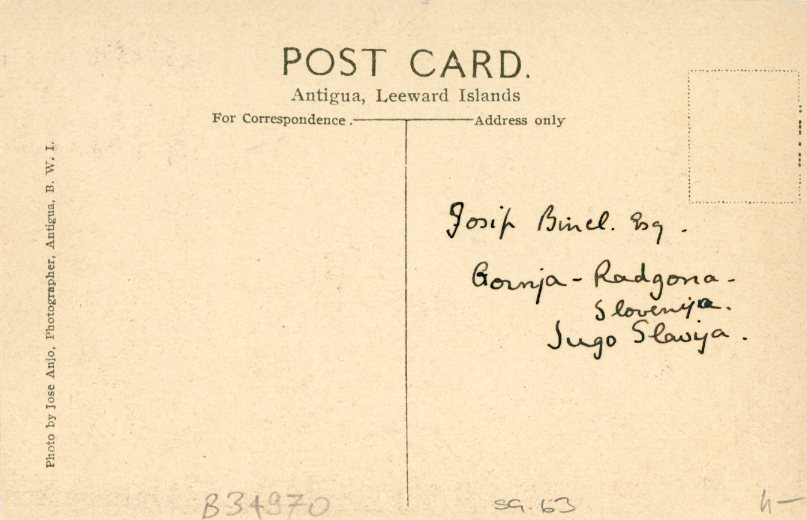 POST CARD.
Antigua, Leeward Islands
For Correspondence.
Address only
Photo by Jose Anjo, Photographer, Antigua, B. W. I.
Josip Bincl. Esq.
Gornja-Radgona-
Slovenija.
Jugo Slavija.
B34970
SG. 63
4-